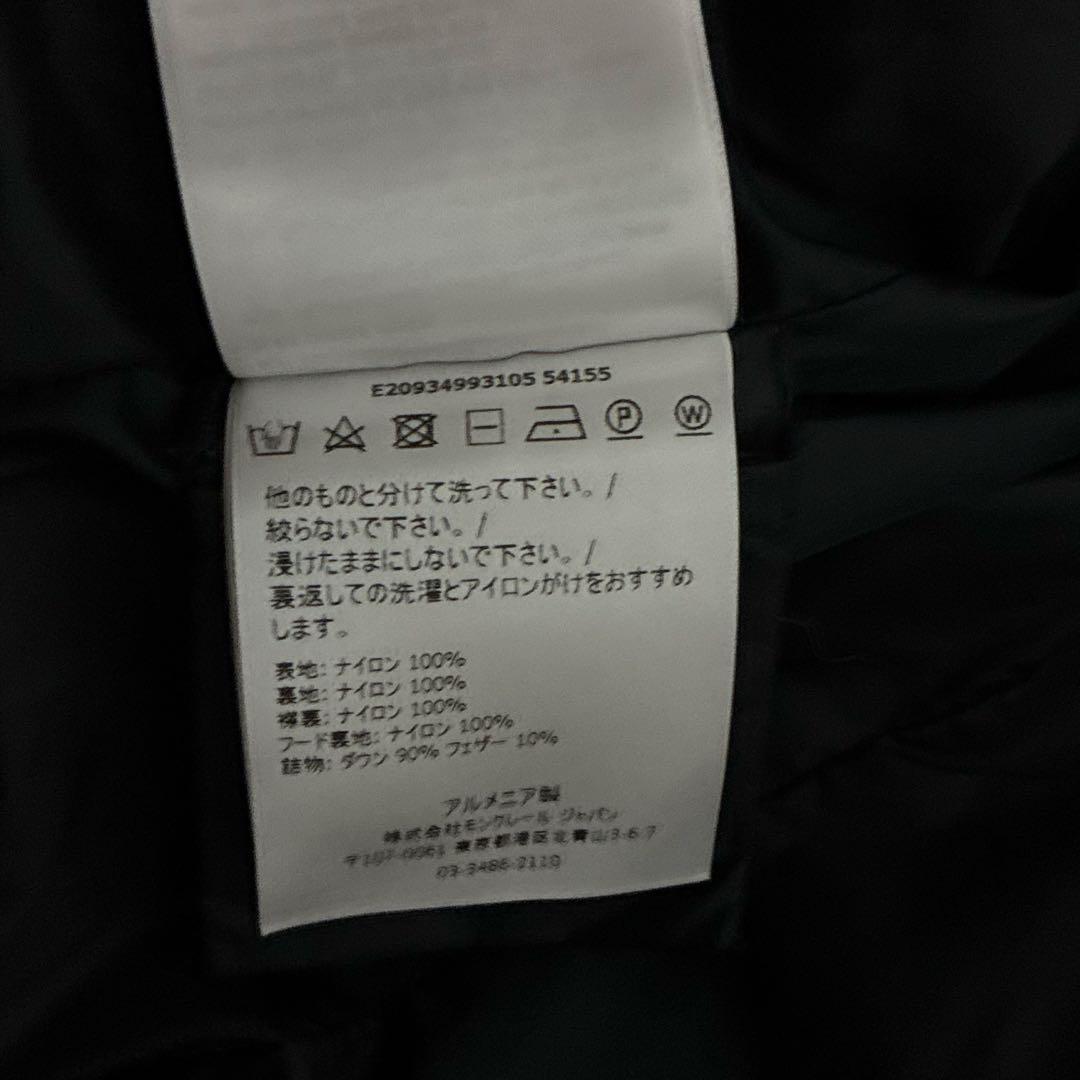 E20934993105 54155
P W
他のものと分けて洗って下さい。/
絞らないで下さい。/
浸けたままにしないで下さい。/
裏返しての洗濯とアイロンがけをおすすめ
します。
表地: ナイロン 100%
裏地: ナイロン 100%
襟裏: ナイロン 100%
フード裏地: ナイロン 100%
詰物: ダウン 90% フェザー 10%
アルメニア製
株式会社モンクレール ジャパン
〒107-0061 東京都港区北青山3-6-7
03-3486-2110